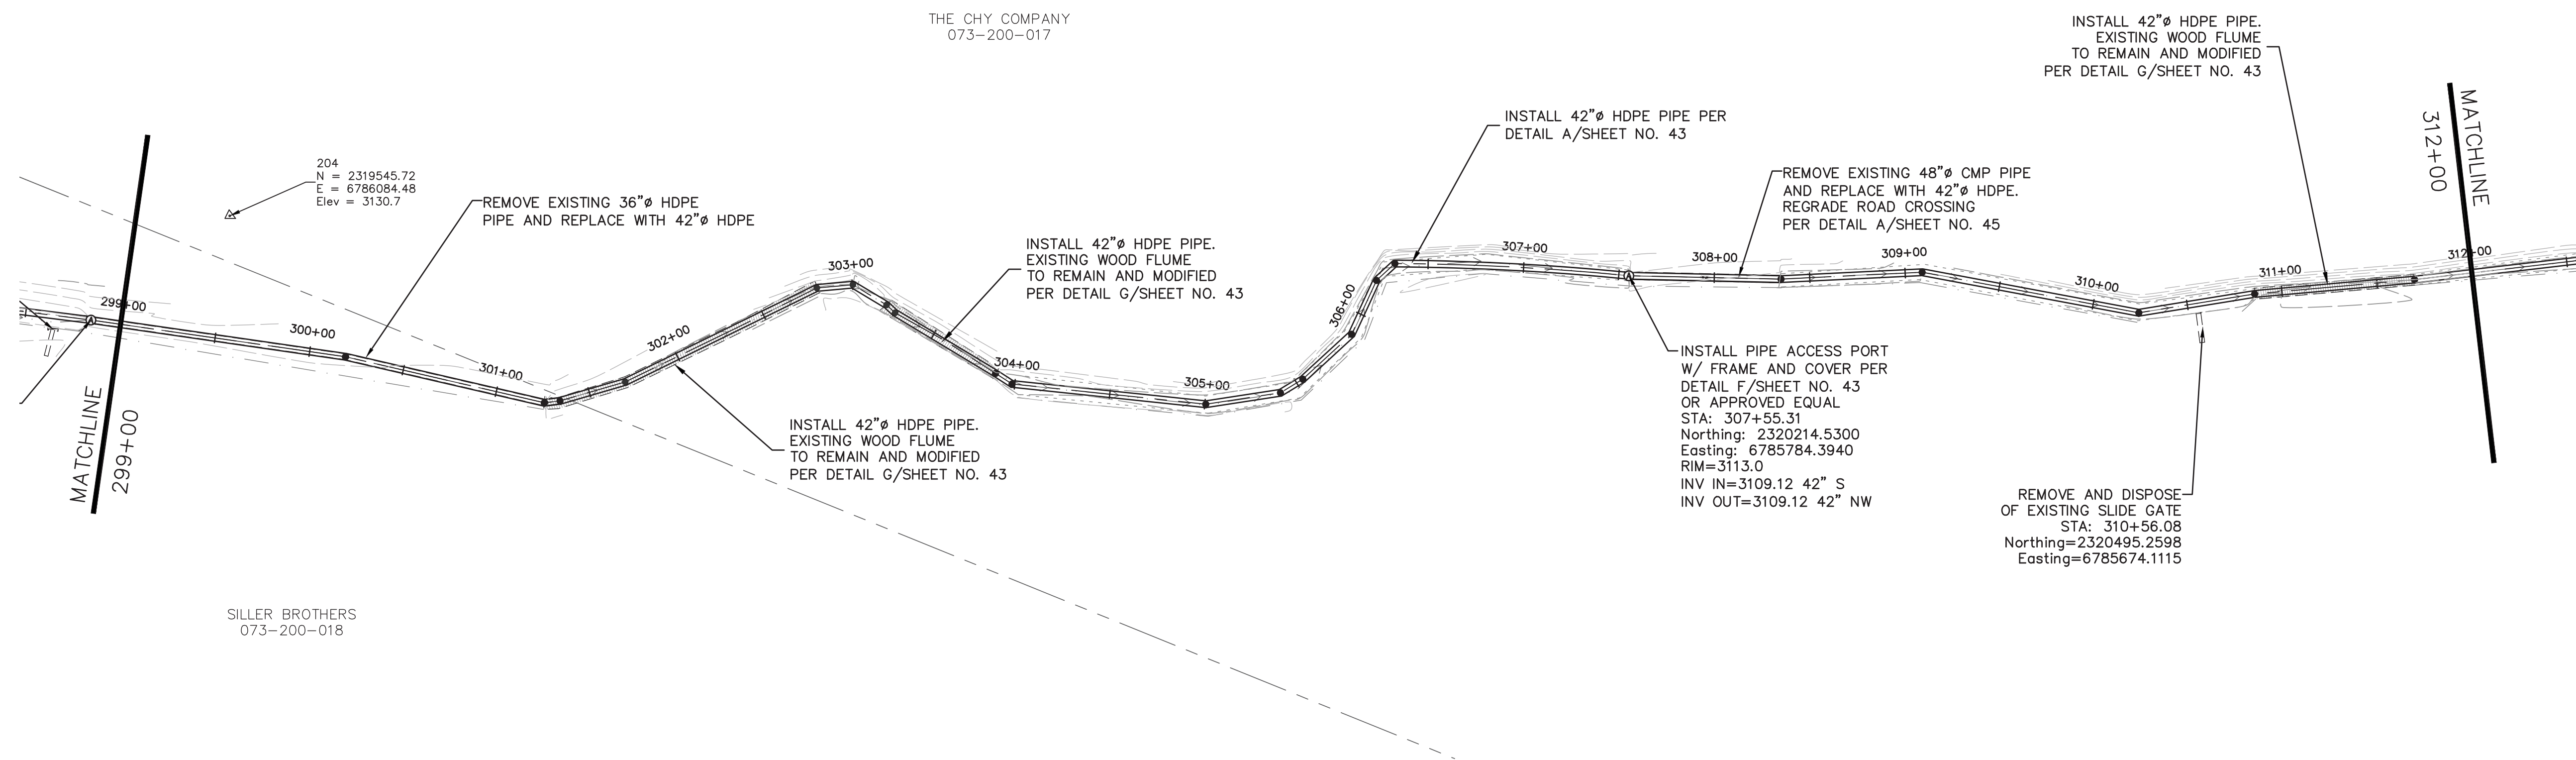 THE CHY COMPANY
073-200-017
INSTALL 42"ø HDPE PIPE.
EXISTING WOOD FLUME
TO REMAIN AND MODIFIED
PER DETAIL G/SHEET NO. 43
MATCHLINE
312+00
INSTALL 42"ø HDPE PIPE PER
DETAIL A/SHEET NO. 43
204
N = 2319545.72
E = 6786084.48
Elev = 3130.7
REMOVE EXISTING 36"ø HDPE
PIPE AND REPLACE WITH 42"ø HDPE
REMOVE EXISTING 48"ø CMP PIPE
AND REPLACE WITH 42"ø HDPE.
REGRADE ROAD CROSSING
PER DETAIL A/SHEET NO. 45
INSTALL 42"ø HDPE PIPE.
EXISTING WOOD FLUME
TO REMAIN AND MODIFIED
PER DETAIL G/SHEET NO. 43
299+00
300+00
301+00
302+00
303+00
304+00
305+00
306+00
307+00
A
308+00
309+00
310+00
311+00
312+00
A
MATCHLINE
299+00
INSTALL 42"ø HDPE PIPE.
EXISTING WOOD FLUME
TO REMAIN AND MODIFIED
PER DETAIL G/SHEET NO. 43
INSTALL PIPE ACCESS PORT
W/ FRAME AND COVER PER
DETAIL F/SHEET NO. 43
OR APPROVED EQUAL
STA: 307+55.31
Northing: 2320214.5300
Easting: 6785784.3940
RIM=3113.0
INV IN=3109.12 42" S
INV OUT=3109.12 42" NW
REMOVE AND DISPOSE
OF EXISTING SLIDE GATE
STA: 310+56.08
Northing=2320495.2598
Easting=6785674.1115
SILLER BROTHERS
073-200-018